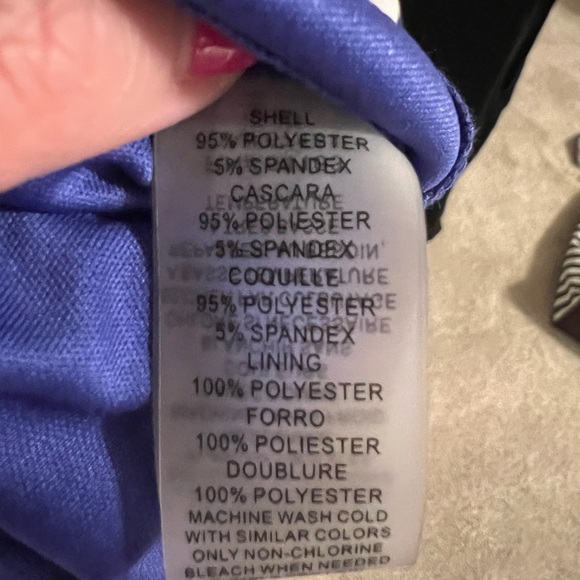 SHELL
95% POLYESTER
5% SPANDEX
CASCARA
95% POLIESTER
5% SPANDEX
COQUILLE
95% POLYESTER
5% SPANDEX
LINING
100% POLYESTER
FORRO
100% POLIESTER
DOUBLURE
100% POLYESTER
MACHINE WASH COLD
WITH SIMILAR COLORS
ONLY NON-CHLORINE
BLEACH WHEN NEEDED